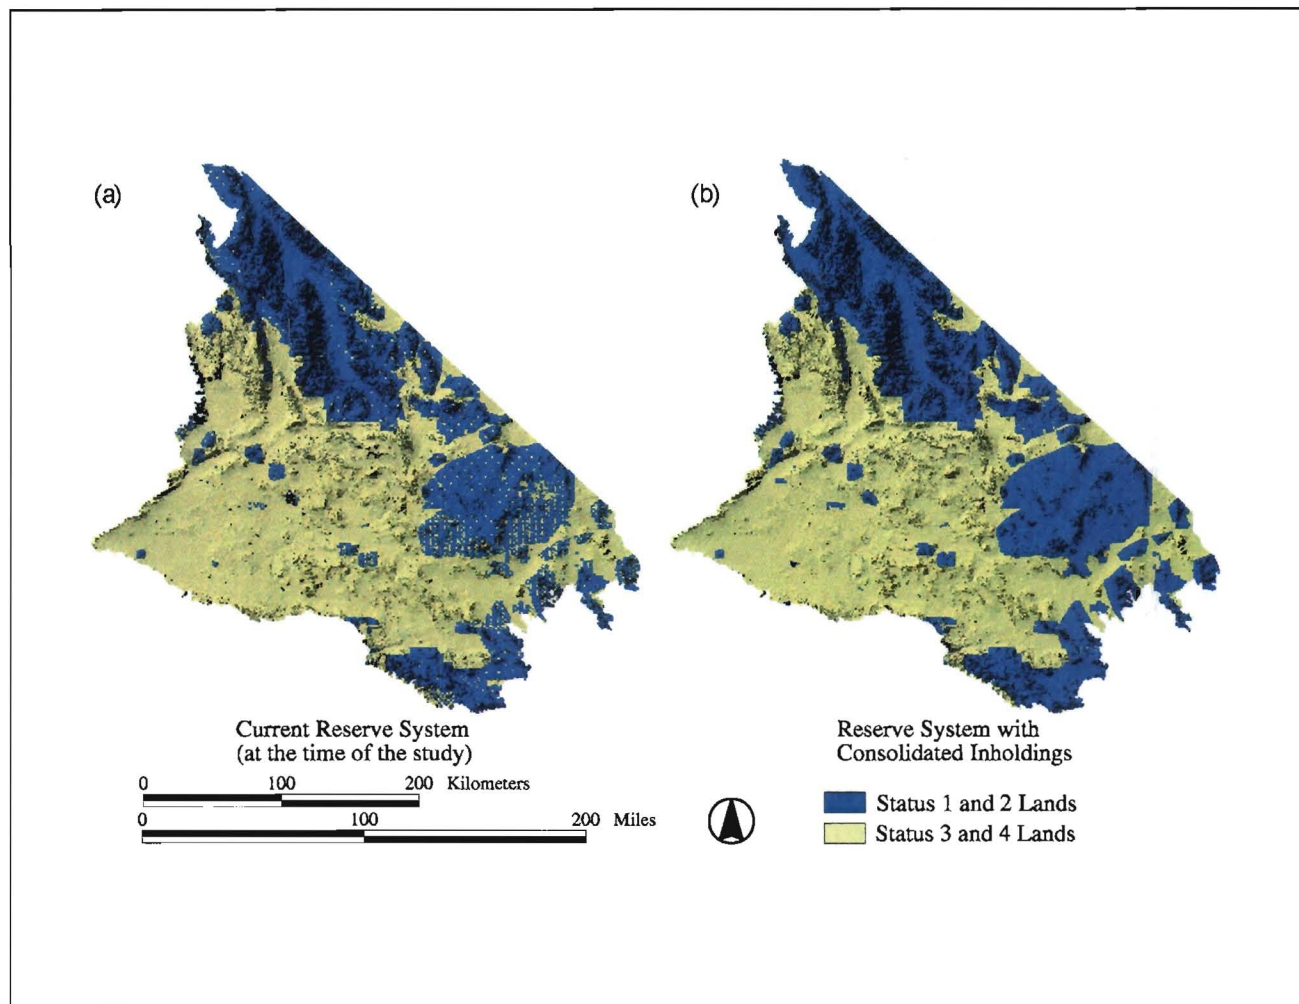 (a)
(b)
Current Reserve System
(at the time of the study)
Reserve System with
Consolidated Inholdings
0 100 200 Kilometers
0 100 200 Miles
Status 1 and 2 Lands
Status 3 and 4 Lands